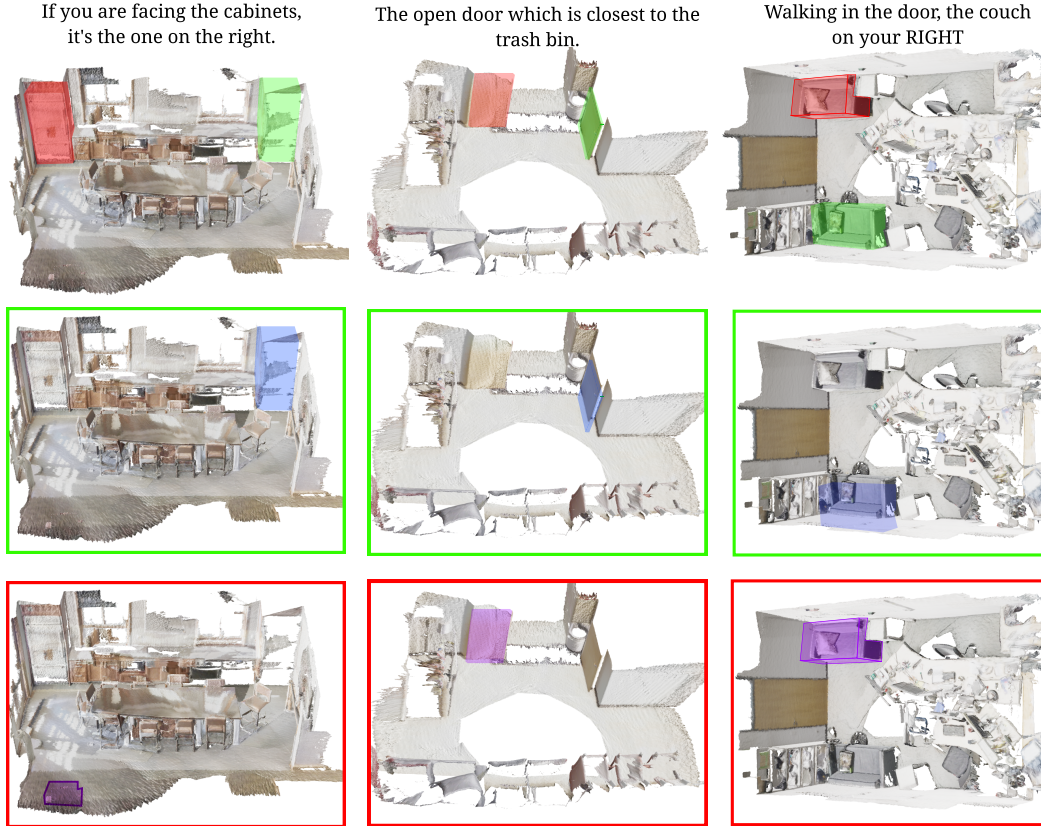 If you are facing the cabinets,
it's the one on the right.
The open door which is closest to the
trash bin.
Walking in the door, the couch
on your RIGHT